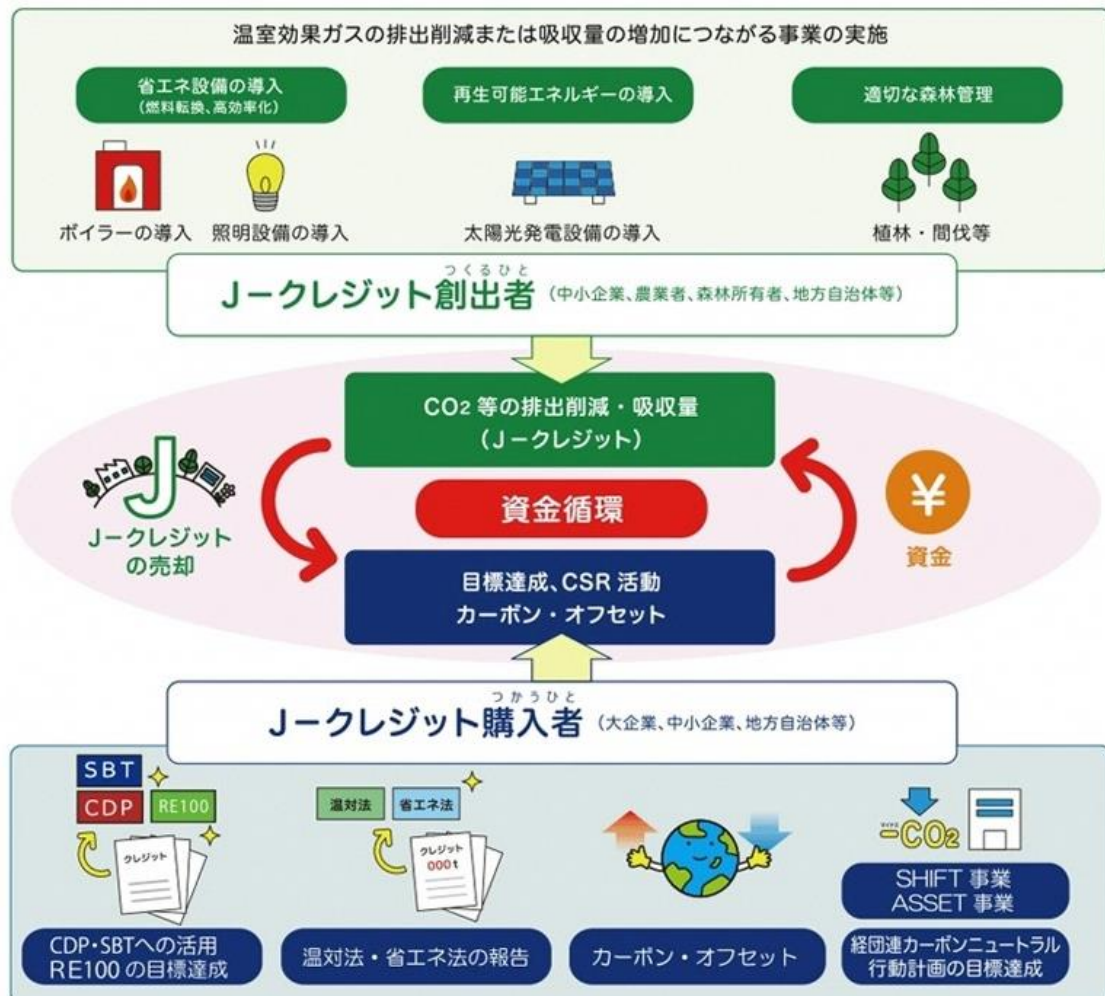 温室効果ガスの排出削減または吸収量の増加につながる事業の実施
省エネ設備の導入
(燃料転換、高効率化)
再生可能エネルギーの導入
適切な森林管理
ボイラーの導入
照明設備の導入
太陽光発電設備の導入
植林・間伐等
つくるひと
Jークレジット創出者(中小企業、農業者、森林所有者、地方自治体等)
CO2 等の排出削減・吸収量
(Jークレジット)
J
Jークレジット
の売却
資金循環
¥
資金
目標達成、CSR 活動
カーボン・オフセット
つかうひと
Jークレジット購入者(大企業、中小企業、地方自治体等)
SBT
CDP
RE100
クレジット
CDP・SBTへの活用
RE100 の目標達成
温対法
省エネ法
クレジット
000 t
温対法・省エネ法の報告
カーボン・オフセット
マイナス
ーCO2
SHIFT 事業
ASSET 事業
経団連カーボンニュートラル
行動計画の目標達成